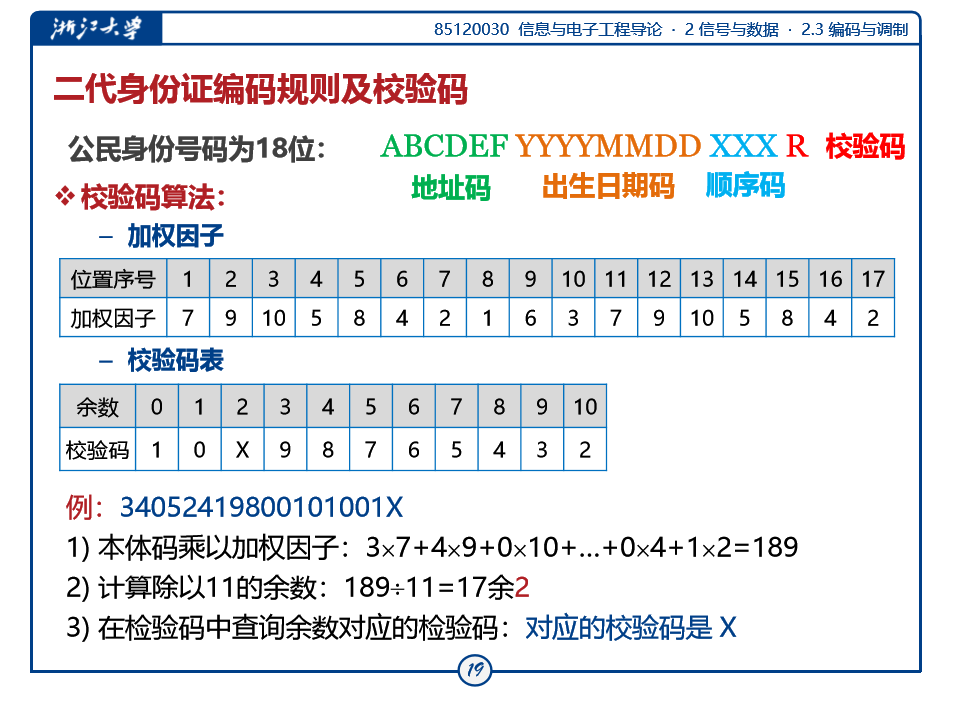 浙江大学
85120030 信息与电子工程导论 · 2 信号与数据 · 2.3 编码与调制
二代身份证编码规则及校验码
公民身份号码为18位： ABCDEF YYYYMMDD XXX R 校验码
地址码 出生日期码 顺序码
❖ 校验码算法：
– 加权因子
位置序号 1 2 3 4 5 6 7 8 9 10 11 12 13 14 15 16 17
加权因子 7 9 10 5 8 4 2 1 6 3 7 9 10 5 8 4 2
– 校验码表
余数 0 1 2 3 4 5 6 7 8 9 10
校验码 1 0 X 9 8 7 6 5 4 3 2
例：34052419800101001X
1) 本体码乘以加权因子：3×7+4×9+0×10+…+0×4+1×2=189
2) 计算除以11的余数：189÷11=17余2
3) 在检验码中查询余数对应的检验码：对应的校验码是 X
19